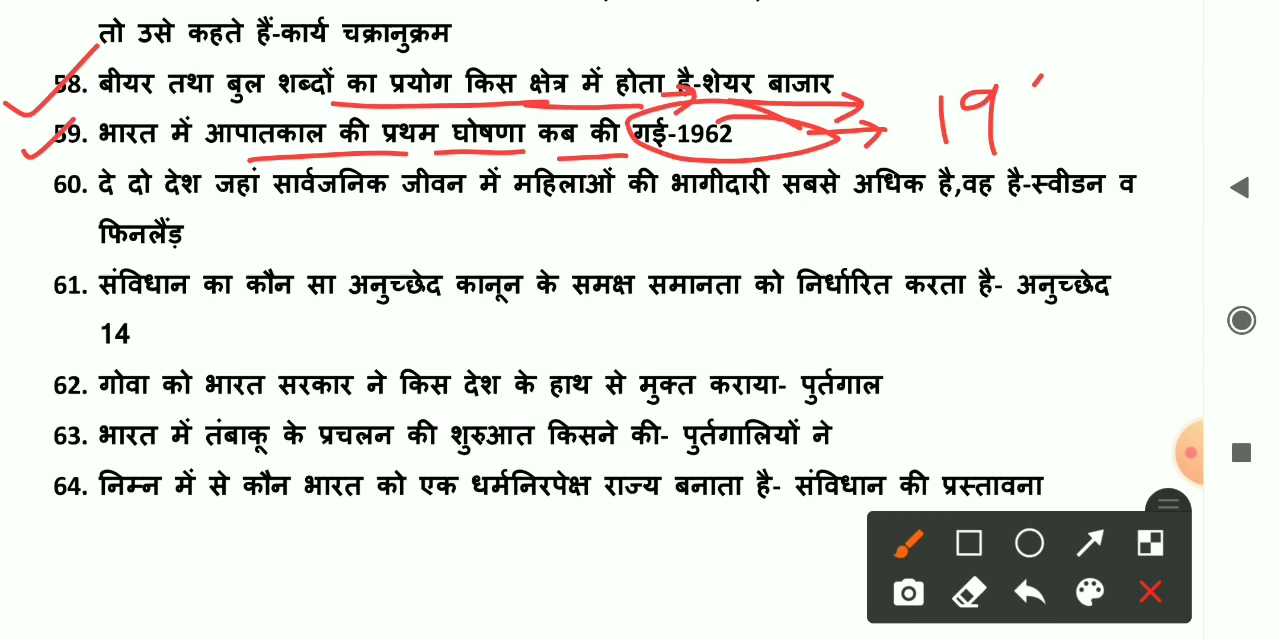 तो उसे कहते हैं-कार्य चक्रानुक्रम
58. बीयर तथा बुल शब्दों का प्रयोग किस क्षेत्र में होता है-शेयर बाजार
59. भारत में आपातकाल की प्रथम घोषणा कब की गई-1962
19
60. दे दो देश जहां सार्वजनिक जीवन में महिलाओं की भागीदारी सबसे अधिक है,वह है-स्वीडन व
फिनलैंड़
61. संविधान का कौन सा अनुच्छेद कानून के समक्ष समानता को निर्धारित करता है- अनुच्छेद
14
62. गोवा को भारत सरकार ने किस देश के हाथ से मुक्त कराया- पुर्तगाल
63. भारत में तंबाकू के प्रचलन की शुरुआत किसने की- पुर्तगालियों ने
64. निम्न में से कौन भारत को एक धर्मनिरपेक्ष राज्य बनाता है- संविधान की प्रस्तावना